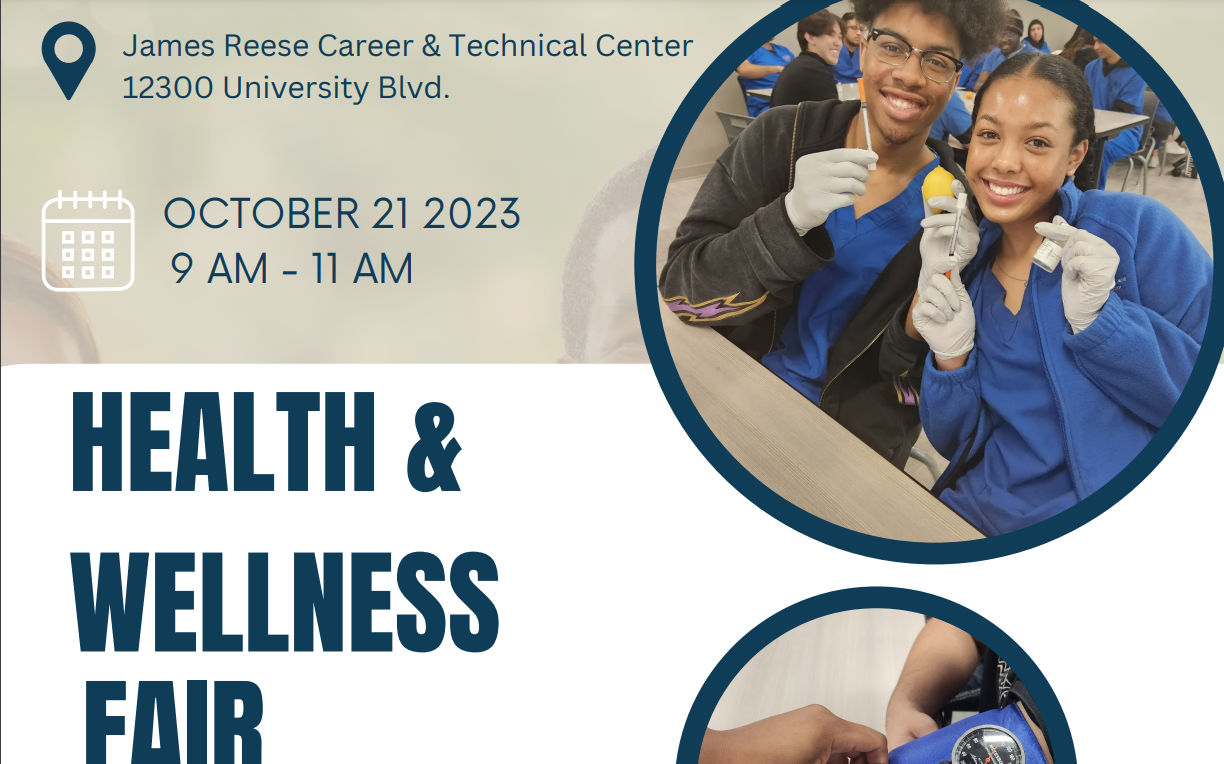 James Reese Career & Technical Center
12300 University Blvd.
OCTOBER 21 2023
9 AM - 11 AM
HEALTH &
WELLNESS
FAIR